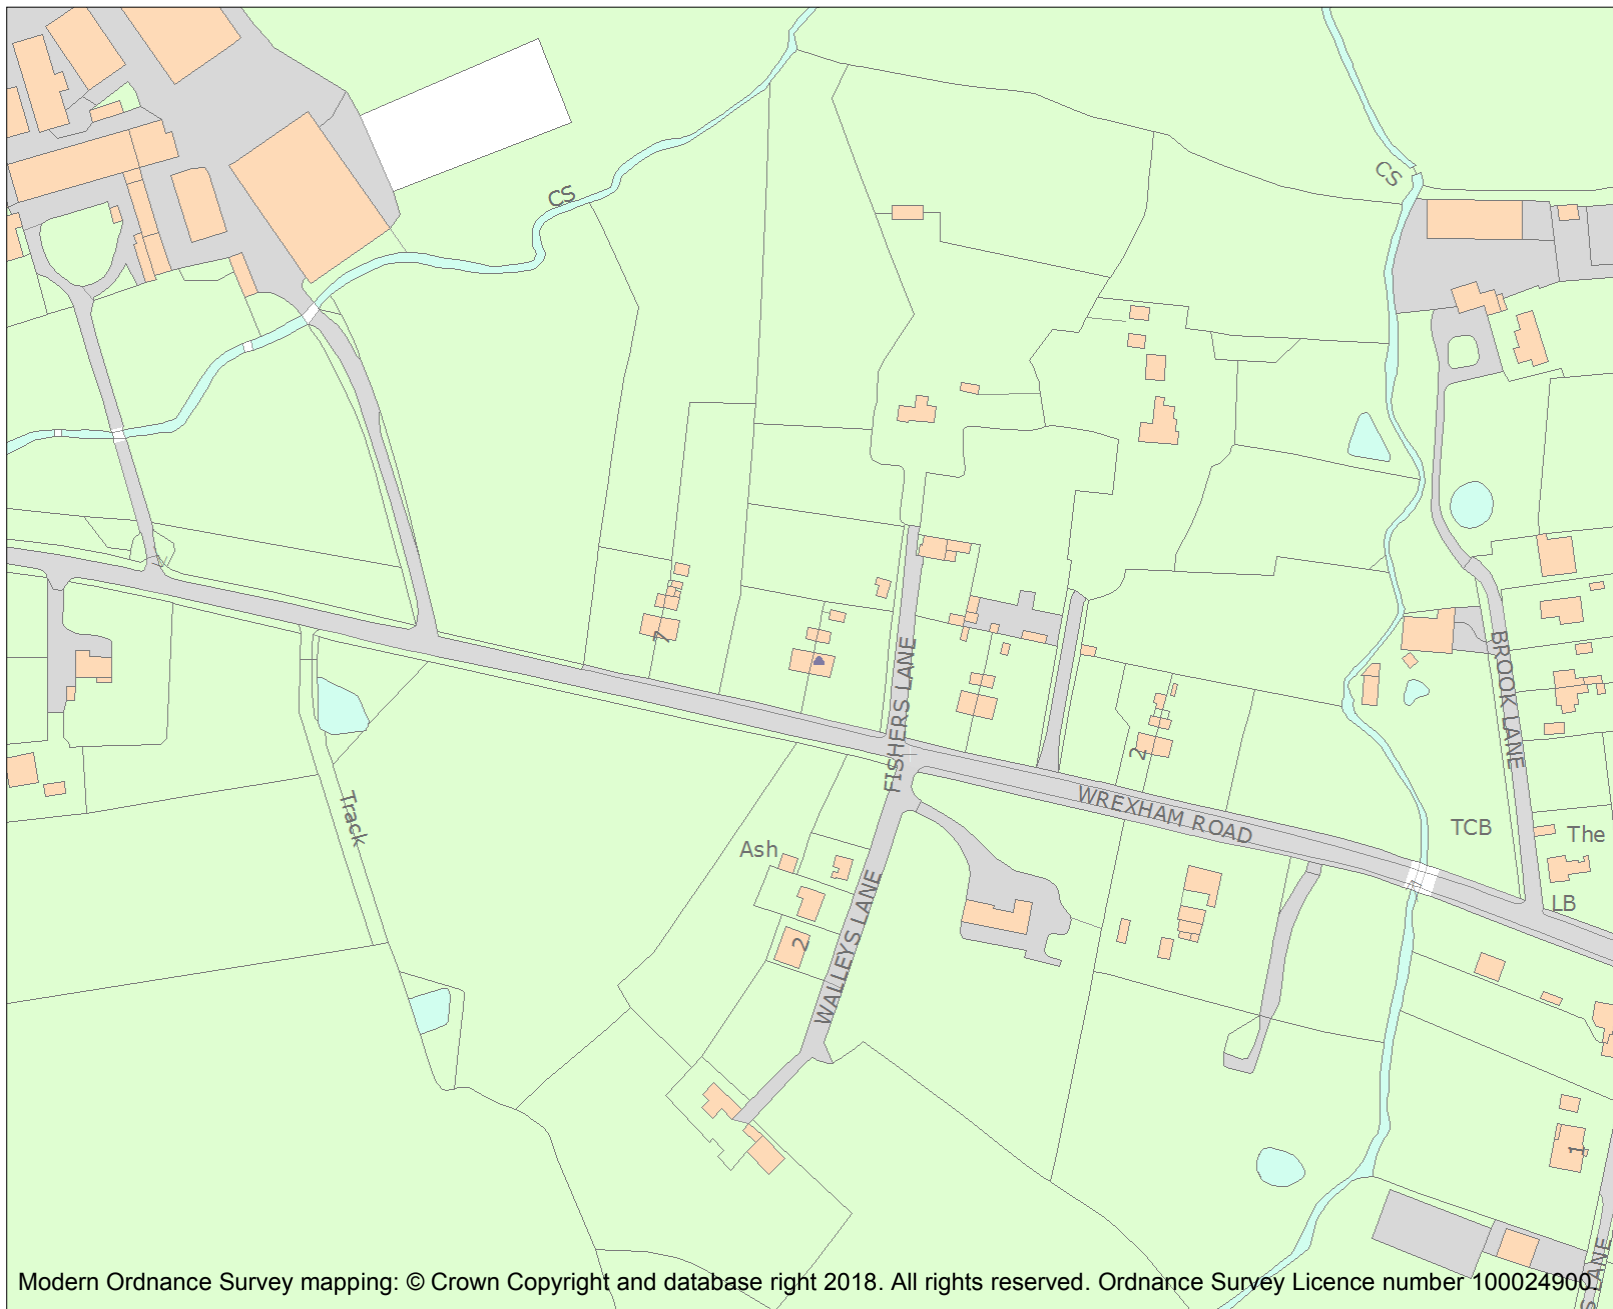 CS
CS
7
FISHERS LANE
BROOK LANE
2
WREXHAM ROAD
Track
TCB
The
Ash
WALLEYS LANE
LB
2
1
S LANE
Modern Ordnance Survey mapping: © Crown Copyright and database right 2018. All rights reserved. Ordnance Survey Licence number 100024900.